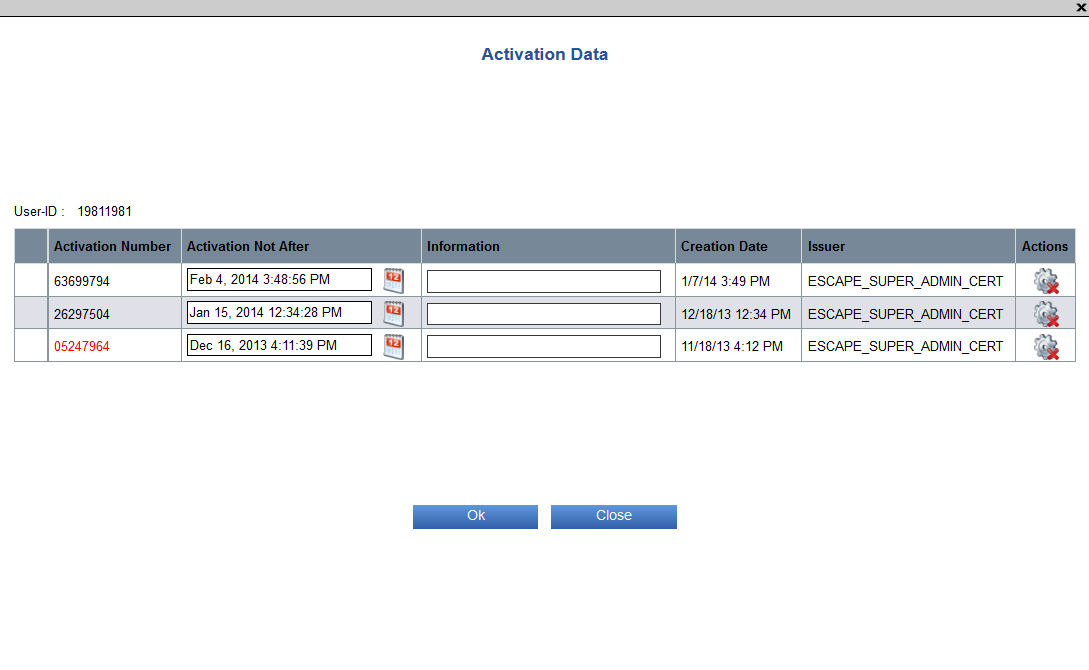 Activation Data
User-ID : 19811981
Activation Number Activation Not After Information Creation Date Issuer Actions
63699794 Feb 4, 2014 3:48:56 PM 12 1/7/14 3:49 PM ESCAPE_SUPER_ADMIN_CERT
26297504 Jan 15, 2014 12:34:28 PM 12 12/18/13 12:34 PM ESCAPE_SUPER_ADMIN_CERT
05247964 Dec 16, 2013 4:11:39 PM 12 11/18/13 4:12 PM ESCAPE_SUPER_ADMIN_CERT
Ok Close